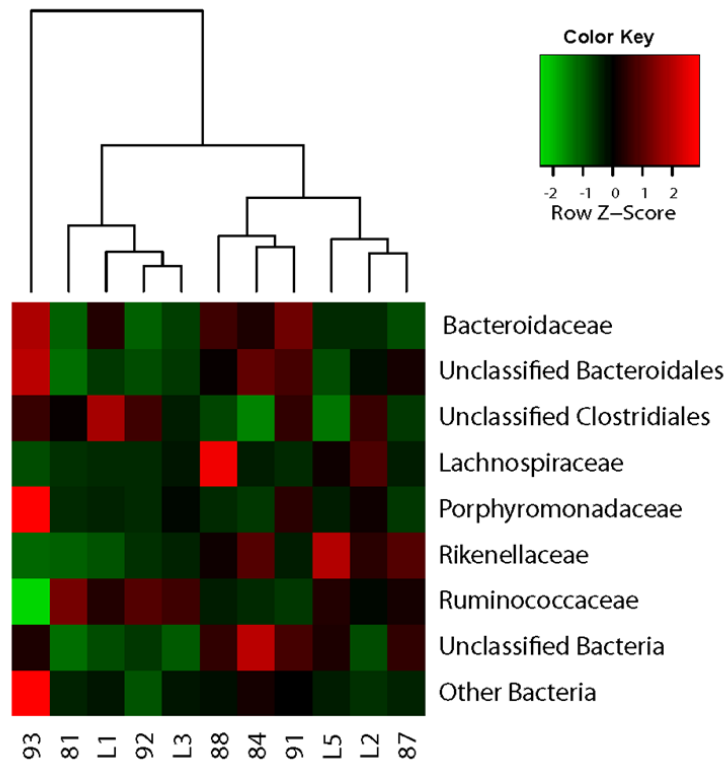 Color Key
-2 -1 0 1 2
Row Z-Score
Bacteroidaceae
Unclassified Bacteroidales
Unclassified Clostridiales
Lachnospiraceae
Porphyromonadaceae
Rikenellaceae
Ruminococcaceae
Unclassified Bacteria
Other Bacteria
93 81 L1 92 L3 88 84 91 L5 L2 87